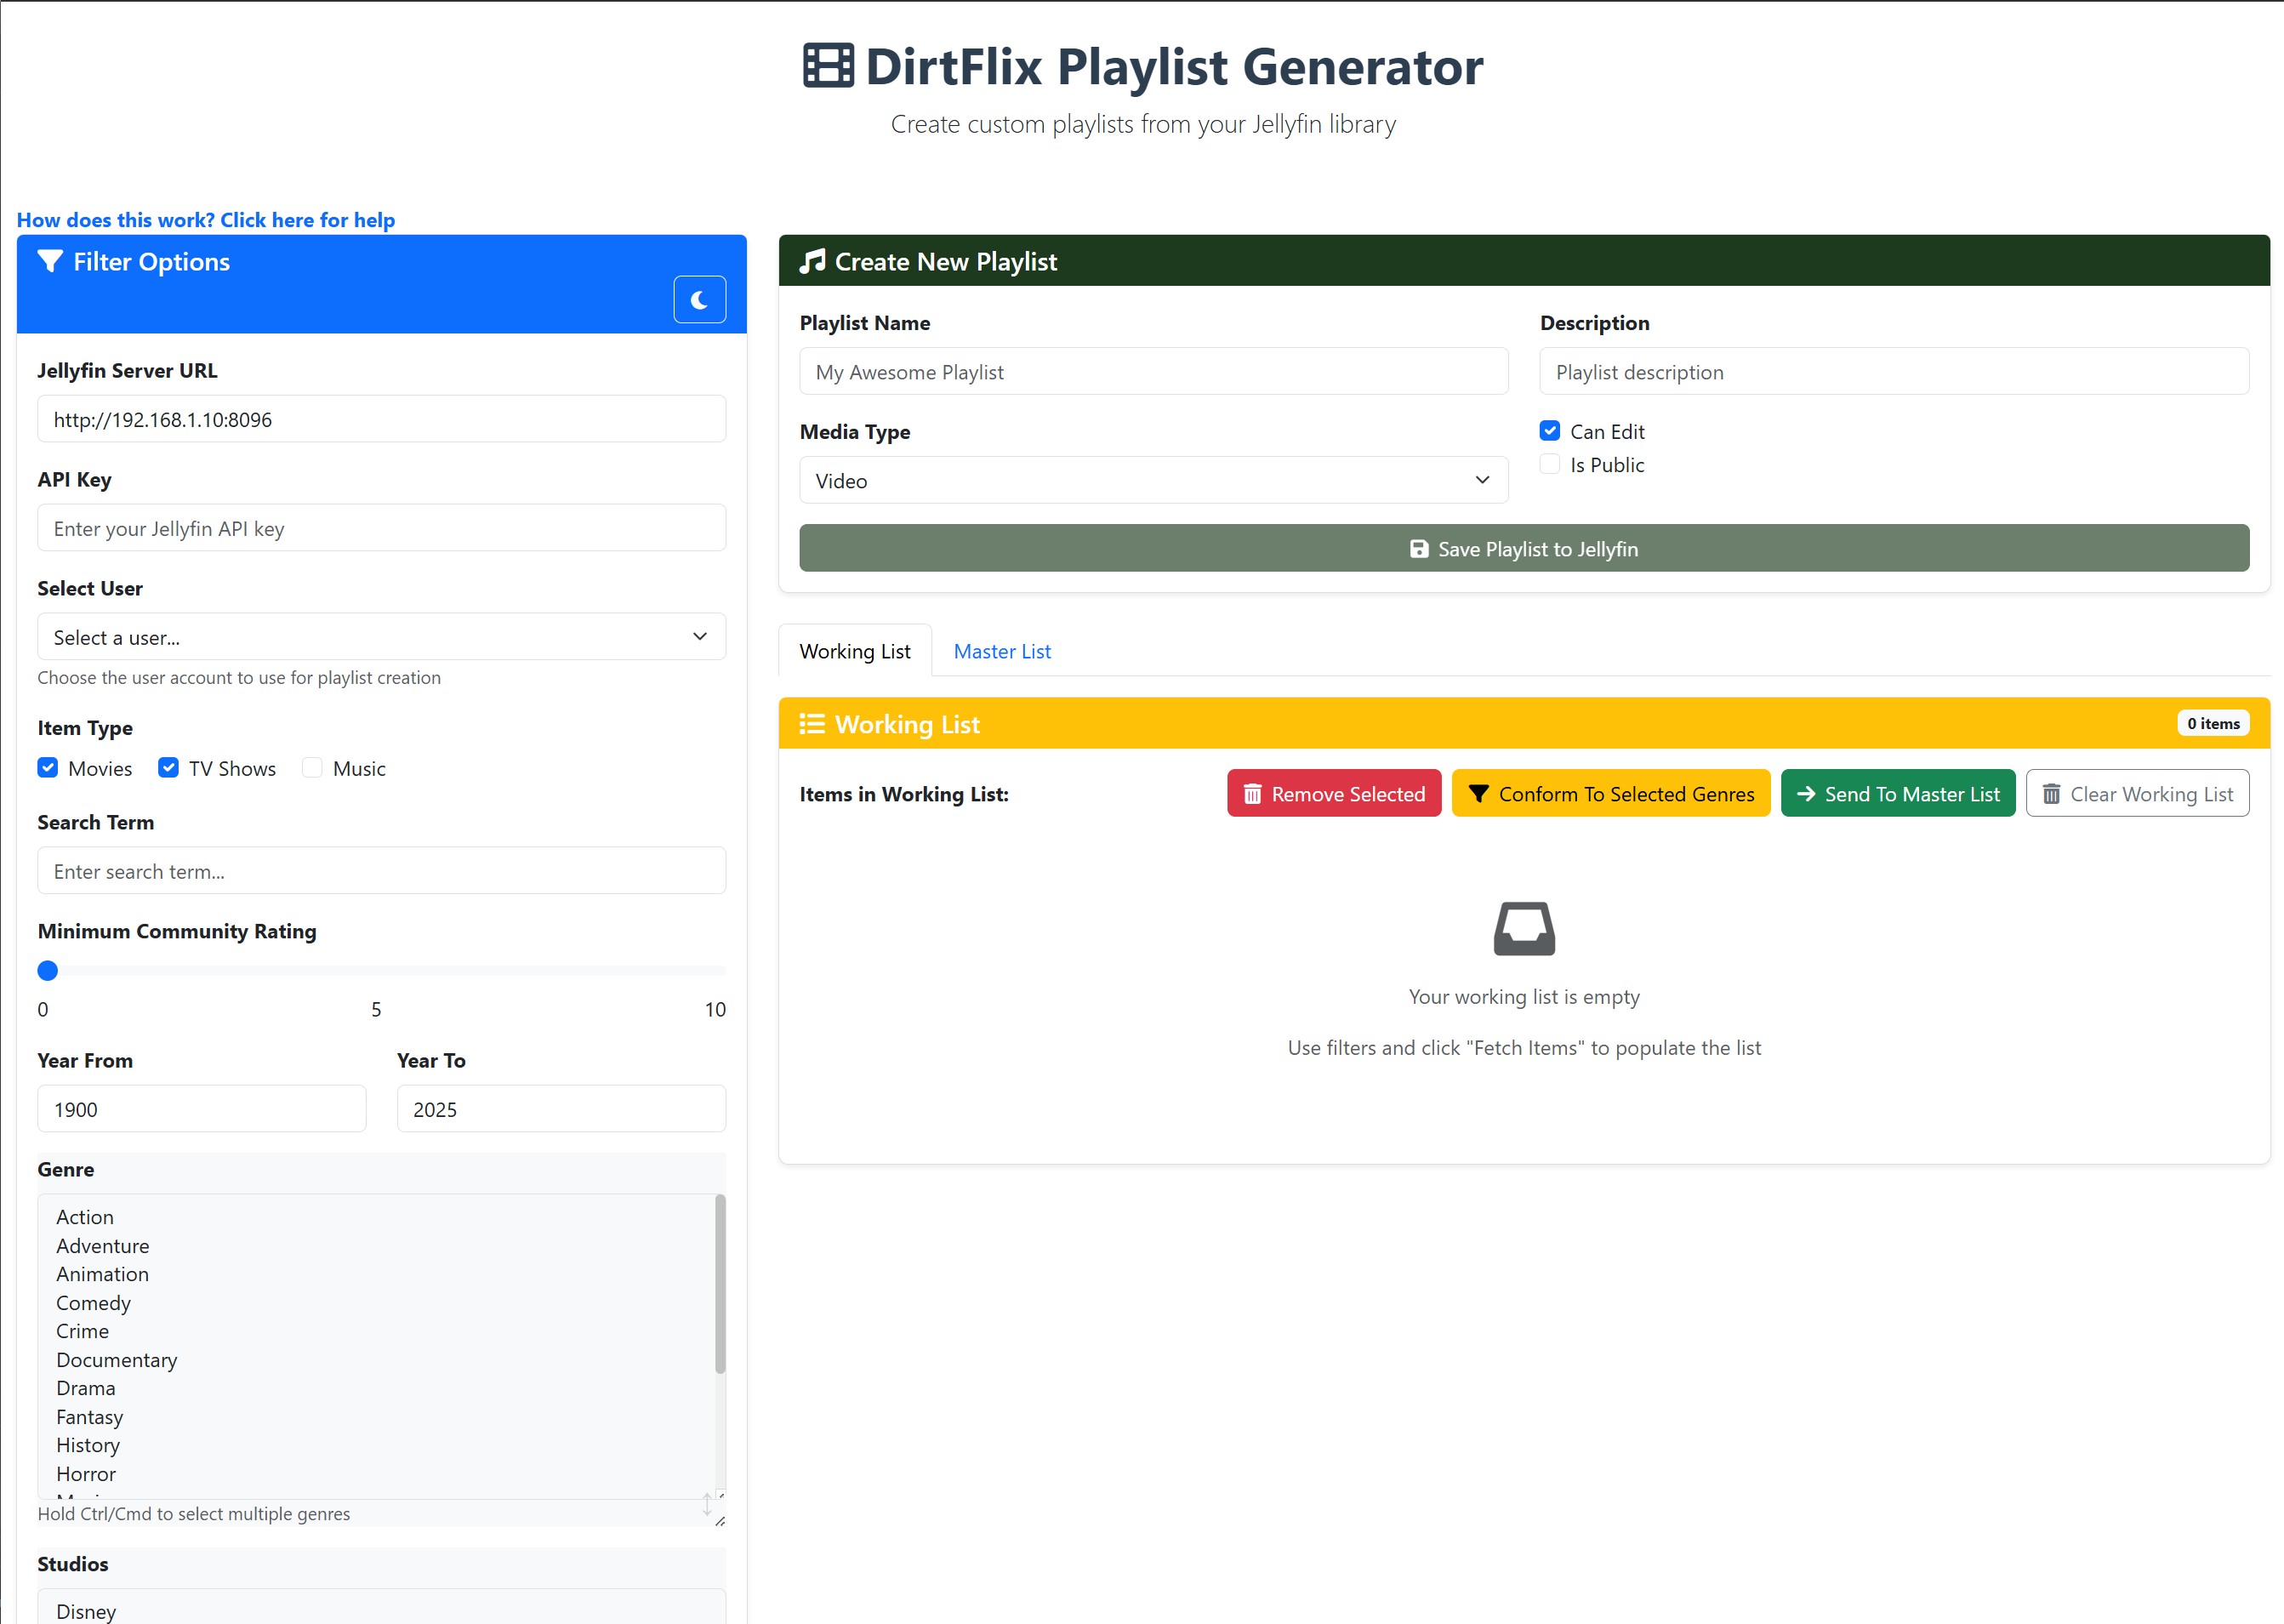 DirtFlix Playlist Generator
Create custom playlists from your Jellyfin library
How does this work? Click here for help
Filter Options
Jellyfin Server URL
http://192.168.1.10:8096
API Key
Enter your Jellyfin API key
Select User
Select a user...
Choose the user account to use for playlist creation
Item Type
Movies TV Shows Music
Search Term
Enter search term...
Minimum Community Rating
0 5 10
Year From Year To
1900 2025
Genre
Action
Adventure
Animation
Comedy
Crime
Documentary
Drama
Fantasy
History
Horror
Hold Ctrl/Cmd to select multiple genres
Studios
Disney
Create New Playlist
Playlist Name Description
My Awesome Playlist Playlist description
Media Type
Can Edit
Video
Is Public
Save Playlist to Jellyfin
Working List Master List
Working List 0 items
Items in Working List: Remove Selected Conform To Selected Genres Send To Master List Clear Working List
Your working list is empty
Use filters and click "Fetch Items" to populate the list